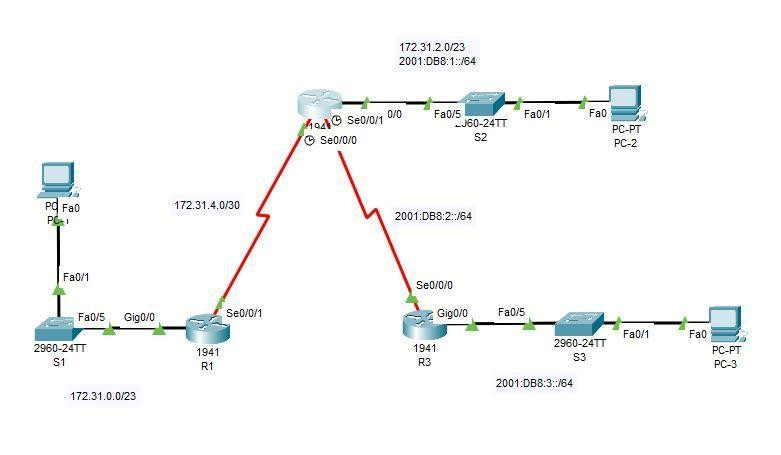 172.31.2.0/23
2001:DB8:1::/64
Se0/0/1
0/0
Fa0/5
2960-24TT
S2
Fa0/1
Fa0
PC-PT
PC-2
Se0/0/0
172.31.4.0/30
2001:DB8:2::/64
Fa0
Fa0/1
Fa0/5
Gig0/0
Se0/0/1
2960-24TT
S1
1941
R1
172.31.0.0/23
Se0/0/0
Gig0/0
Fa0/5
1941
R3
2960-24TT
S3
Fa0/1
Fa0
PC-PT
PC-3
2001:DB8:3::/64